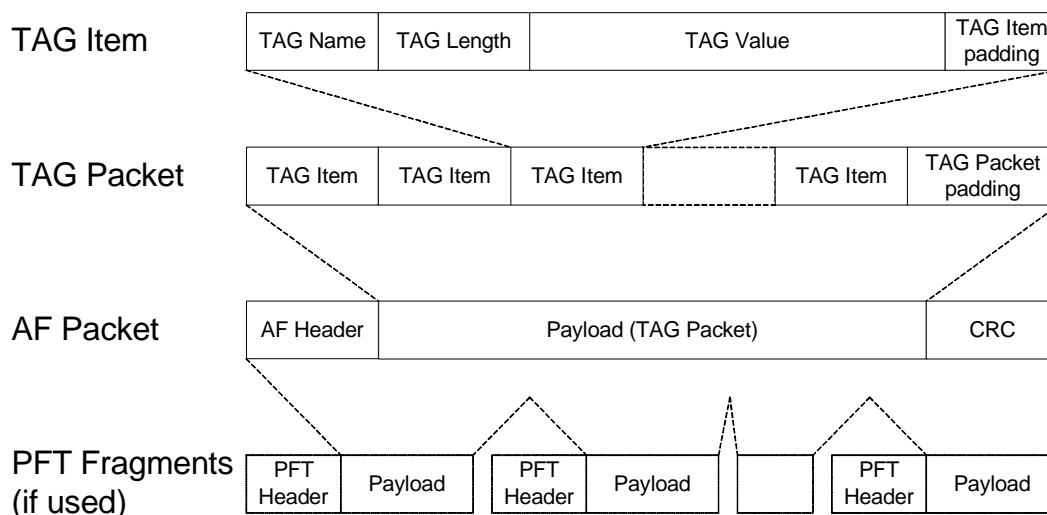 TAG Item
TAG Name
TAG Length
TAG Value
TAG Item
padding
TAG Packet
TAG Item
TAG Item
TAG Item
TAG Item
TAG Packet
padding
AF Packet
AF Header
Payload (TAG Packet)
CRC
PFT Fragments
(if used)
PFT
Header
Payload
PFT
Header
Payload
PFT
Header
Payload